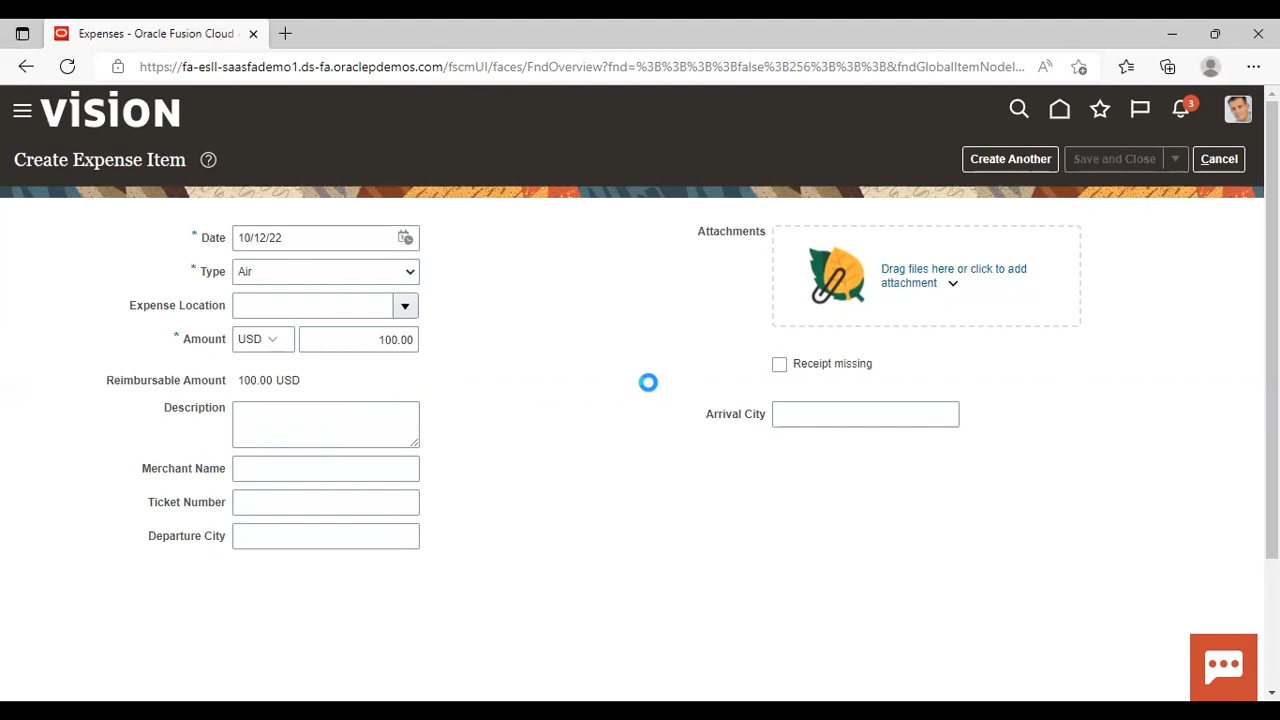 Expenses - Oracle Fusion Cloud
https://fa-esll-saasfademo1.ds-fa.oraclepdemos.com/fscmUI/faces/FndOverview?fnd=%3B%3B%3B%3Bfalse%3B256%3B%3B%3B&fndGlobalItemNodeI...
VISION
3
Create Expense Item
Create Another
Save and Close
Cancel
* Date 10/12/22
* Type Air
Expense Location
* Amount USD 100.00
Reimbursable Amount 100.00 USD
Description
Merchant Name
Ticket Number
Departure City
Attachments
Drag files here or click to add
attachment
Receipt missing
Arrival City